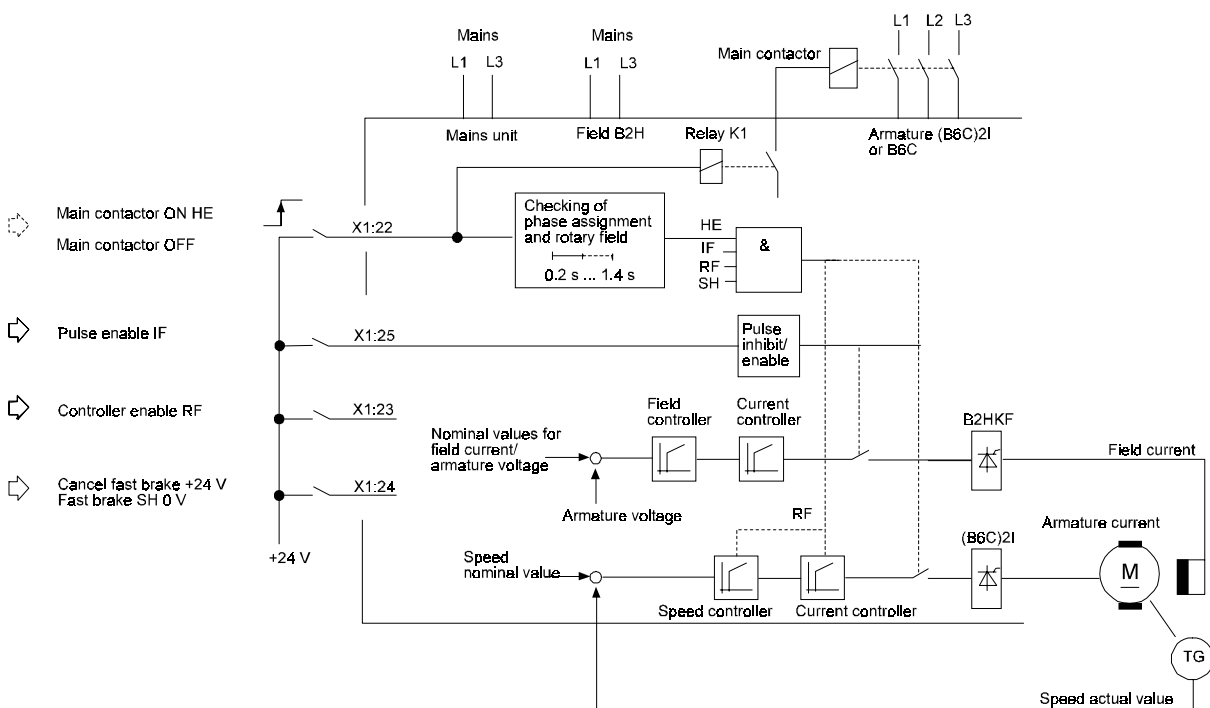 Mains
Mains
L1 L2 L3
Main contactor
L1 L3
L1 L3
Mains unit
Field B2H
Relay K1
Armature (B6C)2I
or B6C
Main contactor ON HE
Main contactor OFF
X1:22
Checking of
phase assignment
and rotary field
0.2 s ... 1.4 s
HE
IF
RF
SH
&
Pulse enable IF
X1:25
Pulse
inhibit/
enable
Controller enable RF
X1:23
Field
controller
Current
controller
B2HKF
Nominal values for
field current/
armature voltage
Field current
Cancel fast brake +24 V
Fast brake SH 0 V
X1:24
Armature voltage
RF
Armature current
+24 V
Speed
nominal value
(B6C)2I
M
Speed controller
Current controller
TG
Speed actual value